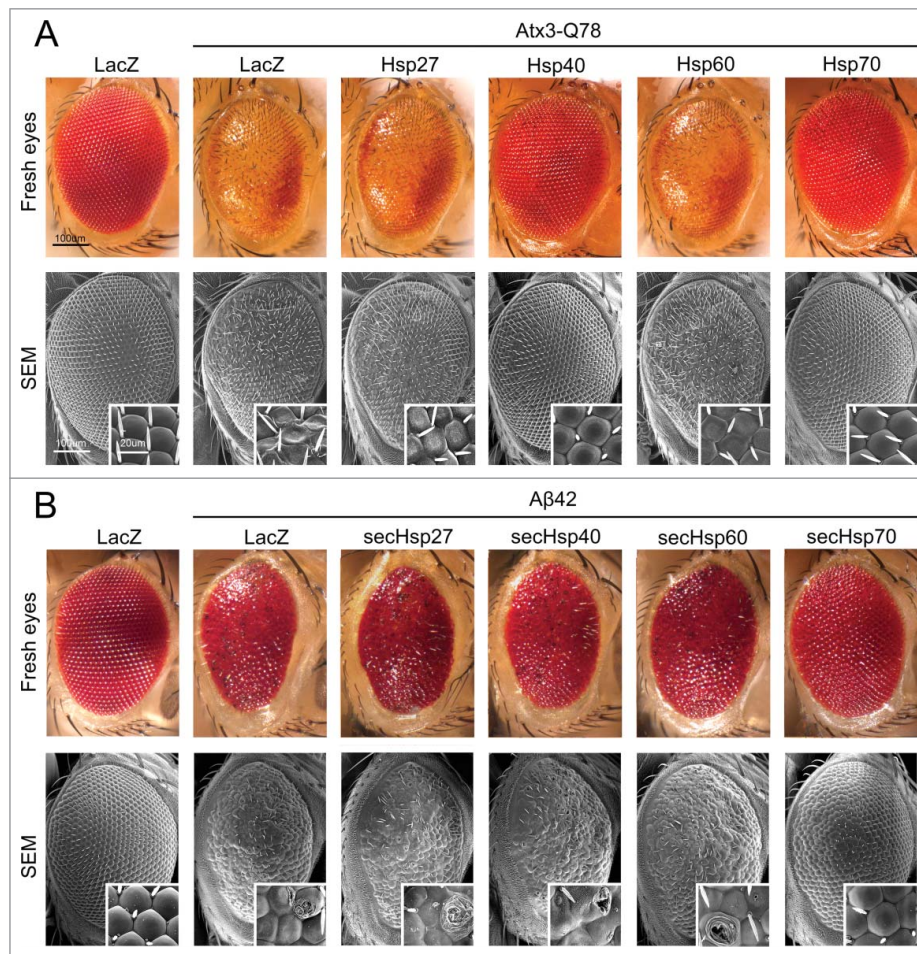 A
Atx3-Q78
LacZ LacZ Hsp27 Hsp40 Hsp60 Hsp70
Fresh eyes
100um
SEM
100um 20um
B
Aβ42
LacZ LacZ secHsp27 secHsp40 secHsp60 secHsp70
Fresh eyes
SEM